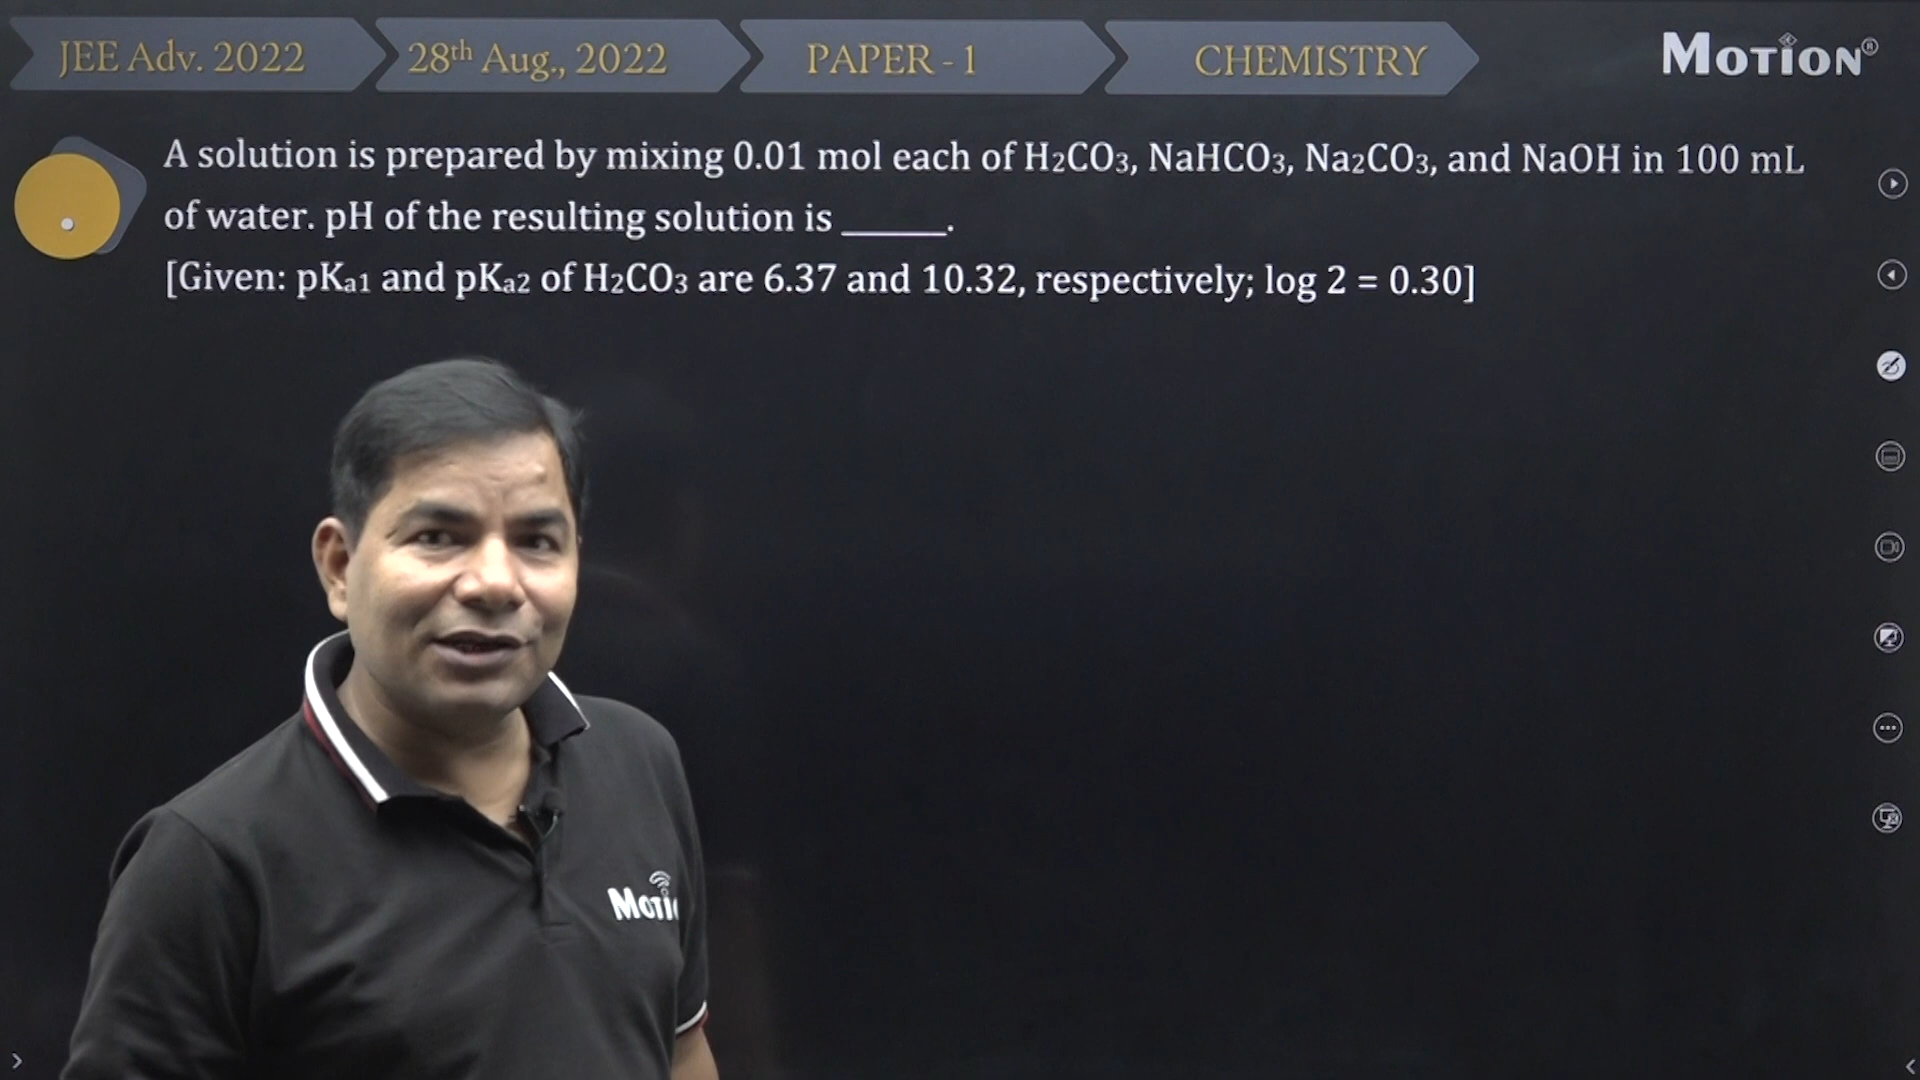 JEE Adv. 2022 28th Aug., 2022 PAPER - 1 CHEMISTRY MOTION®
A solution is prepared by mixing 0.01 mol each of H₂CO₃, NaHCO₃, Na₂CO₃, and NaOH in 100 mL
of water. pH of the resulting solution is ______.
[Given: pKa1 and pKa2 of H₂CO₃ are 6.37 and 10.32, respectively; log 2 = 0.30]